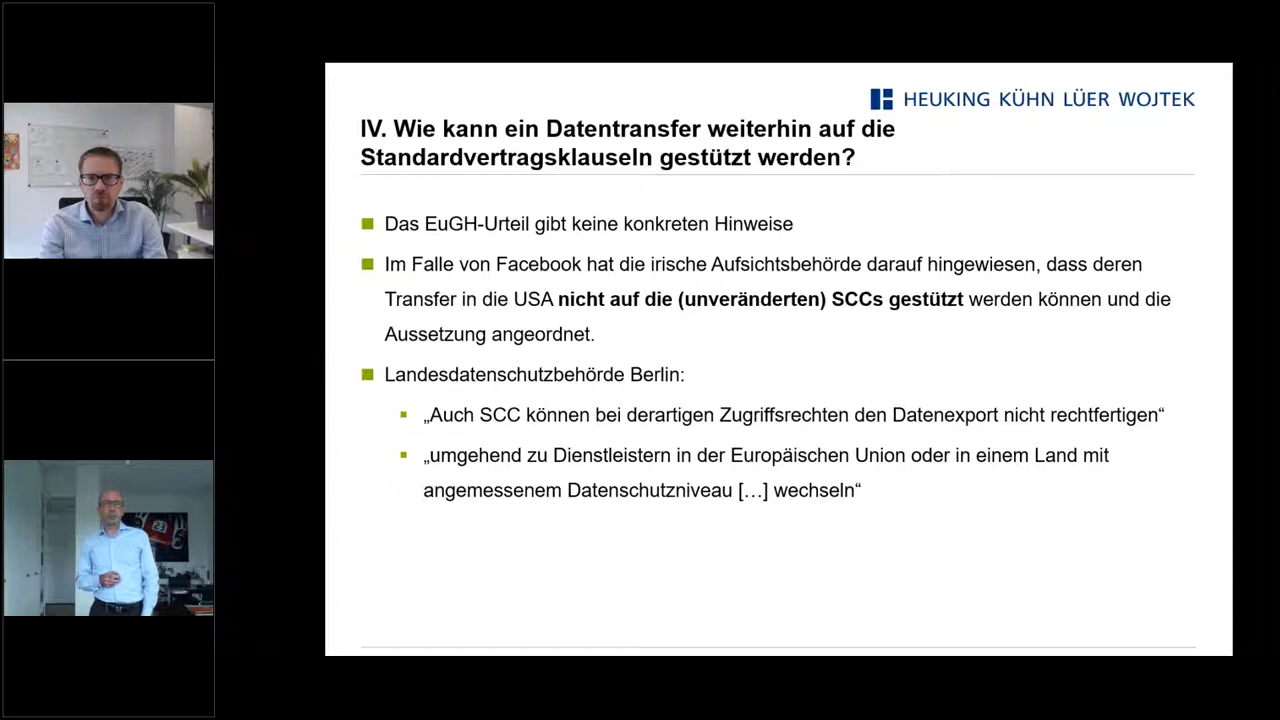 HEUKING KÜHN LÜER WOJTEK
IV. Wie kann ein Datentransfer weiterhin auf die
Standardvertragsklauseln gestützt werden?
Das EuGH-Urteil gibt keine konkreten Hinweise
Im Falle von Facebook hat die irische Aufsichtsbehörde darauf hingewiesen, dass deren
Transfer in die USA nicht auf die (unveränderten) SCCs gestützt werden können und die
Aussetzung angeordnet.
Landesdatenschutzbehörde Berlin:
„Auch SCC können bei derartigen Zugriffsrechten den Datenexport nicht rechtfertigen“
„umgehend zu Dienstleistern in der Europäischen Union oder in einem Land mit
angemessenem Datenschutzniveau […] wechseln“